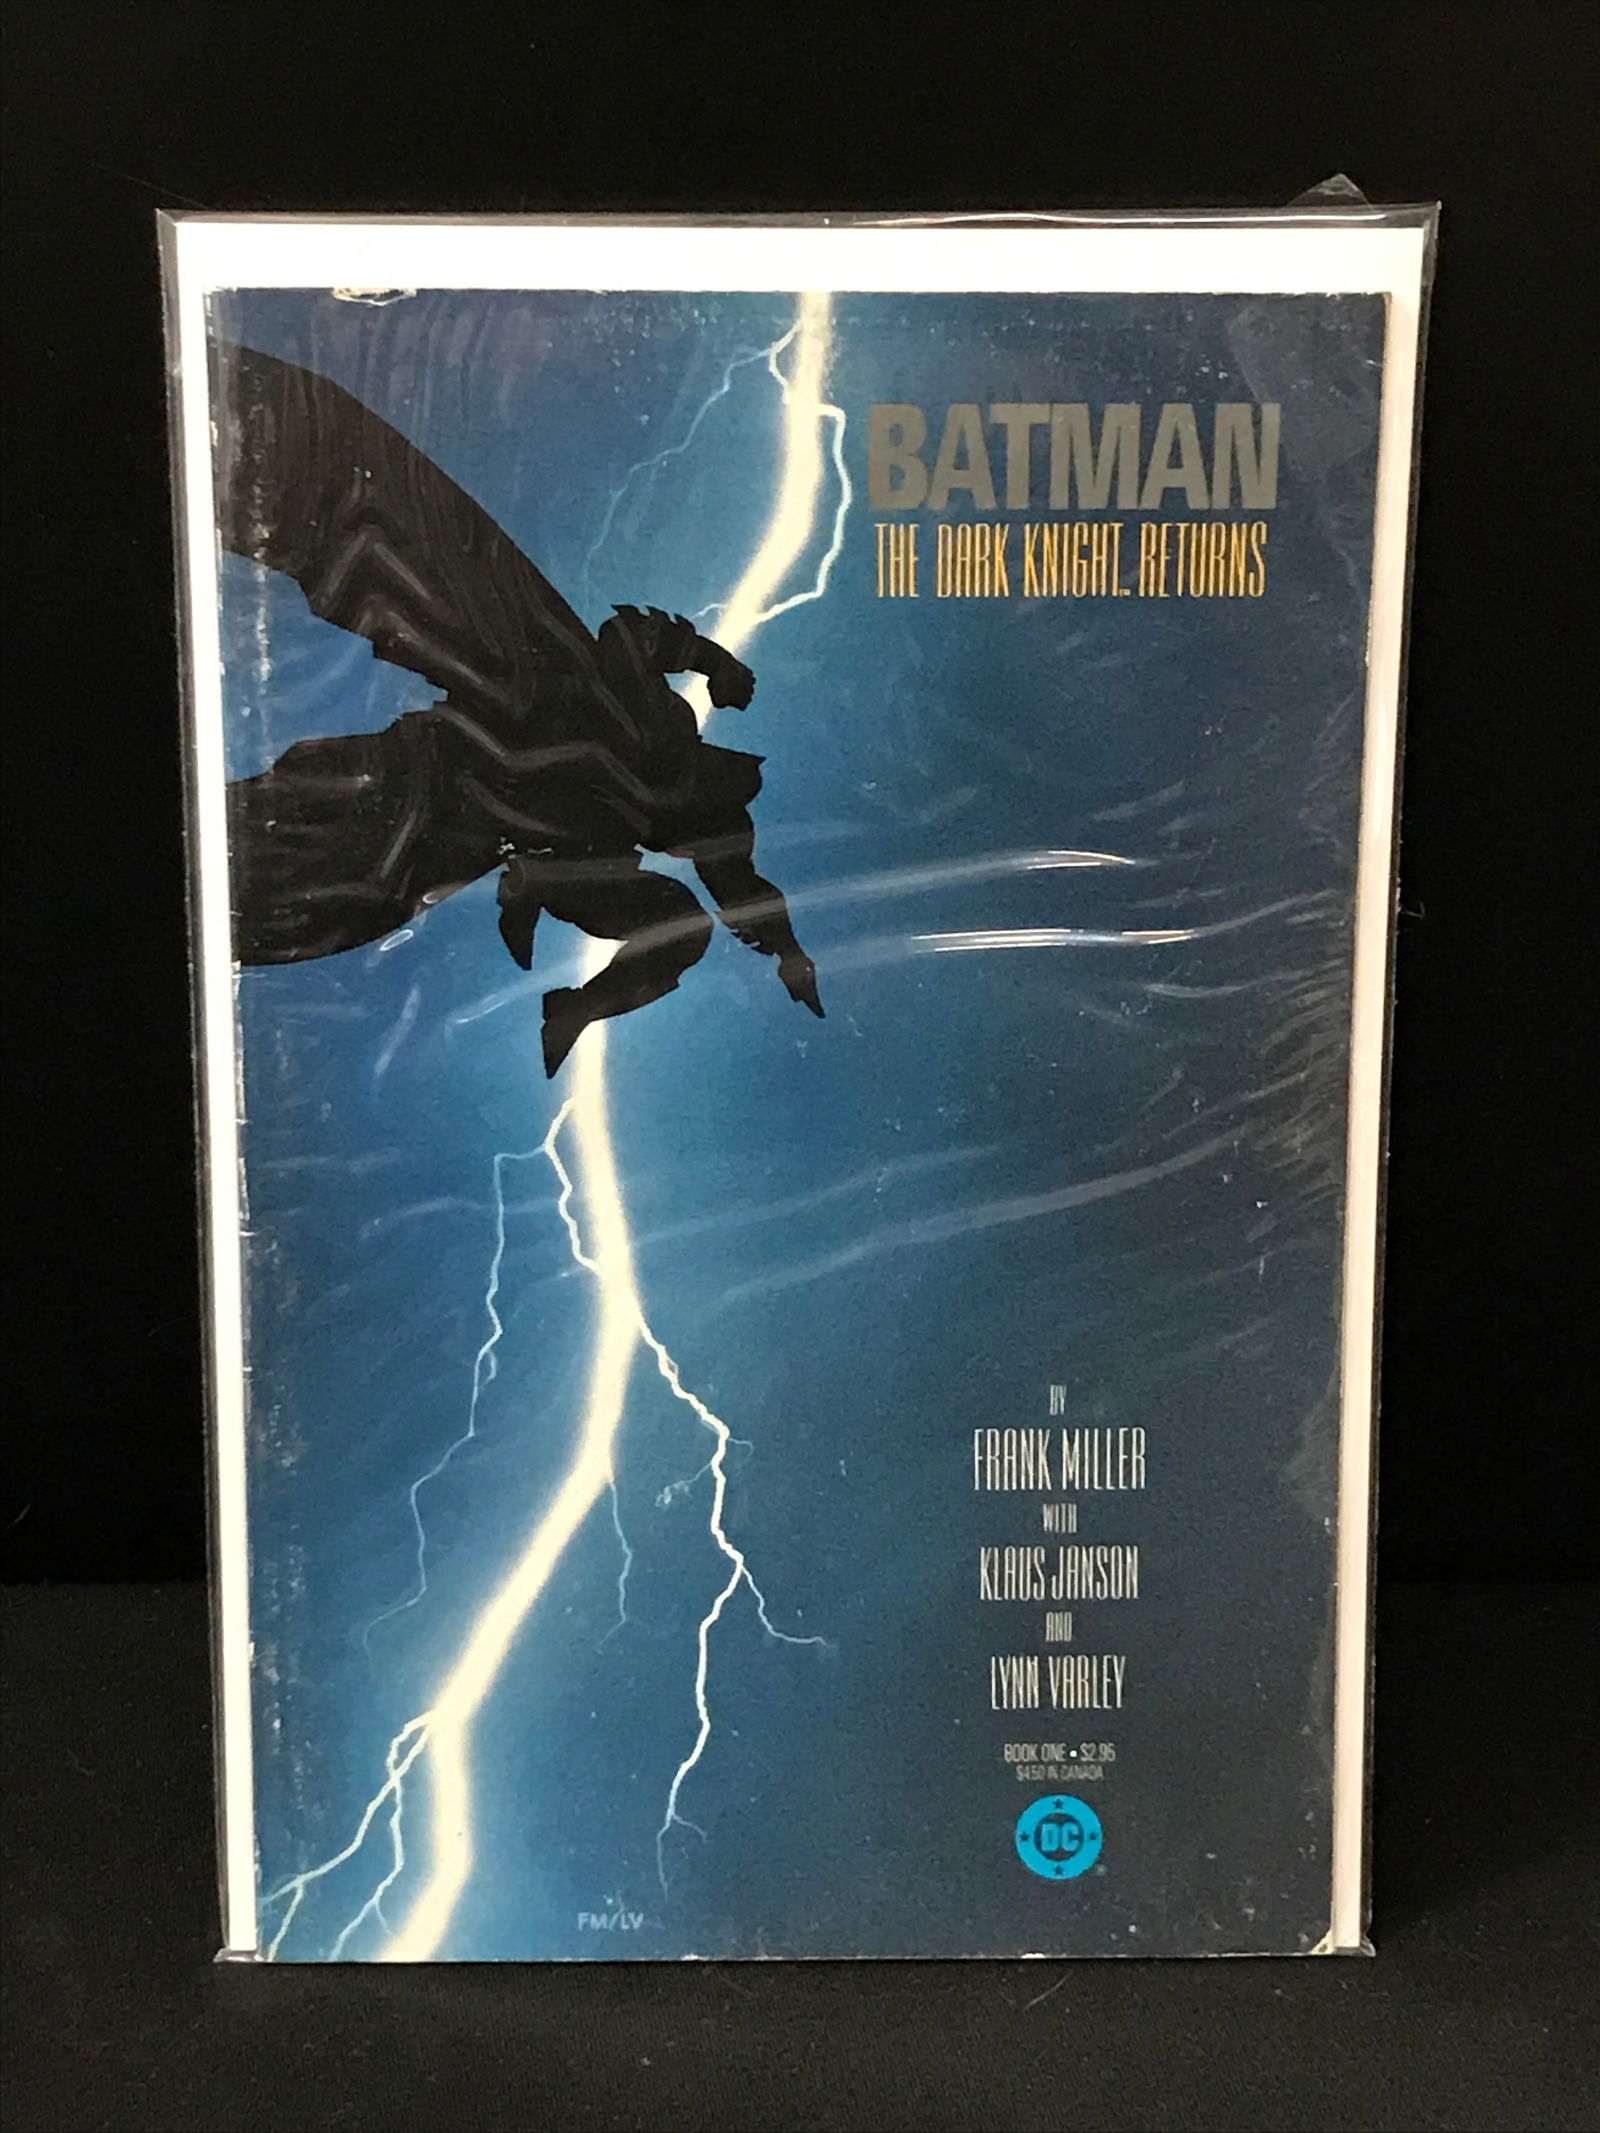 BATMAN
THE DARK KNIGHT™ RETURNS
BY
FRANK MILLER
WITH
KLAUS JANSON
AND
LYNN VARLEY
BOOK ONE • $2.95
$4.50 IN CANADA
DC
®
FM/LV